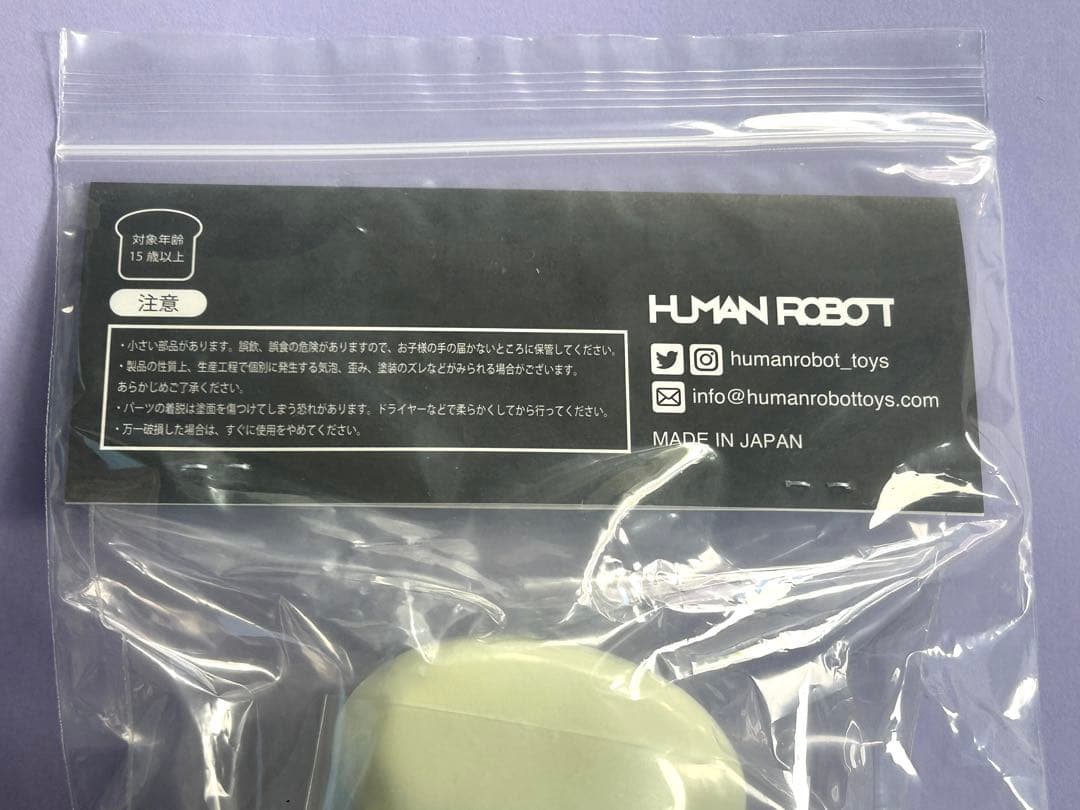 対象年齢
15歳以上
注意
・小さい部品があります。誤飲、誤食の危険がありますので、お子様の手の届かないところに保管してください。
・製品の性質上、生産工程で個別に発生する気泡、歪み、塗装のズレなどがみられる場合がございます。
あらかじめご了承ください。
・パーツの着脱は塗面を傷つけてしまう恐れがあります。ドライヤーなどで柔らかくしてから行ってください。
・万一破損した場合は、すぐに使用をやめてください。
HUMAN ROBOT
humanrobot_toys
info@humanrobottoys.com
MADE IN JAPAN